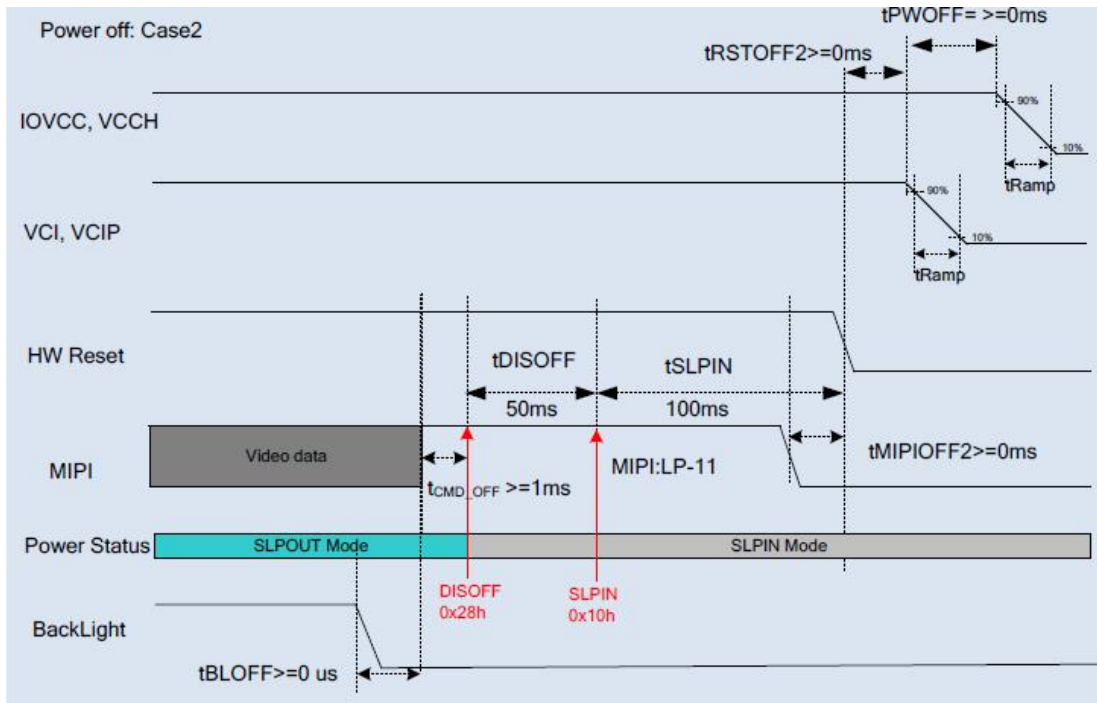 Power off: Case2
tPWOFF= >=0ms
tRSTOFF2>=0ms
IOVCC, VCCH
90%
10%
tRamp
VCI, VCIP
90%
10%
tRamp
HW Reset
tDISOFF
tSLPIN
50ms
100ms
MIPI
Video data
tCMD_OFF >=1ms
MIPI:LP-11
tMIPIOFF2>=0ms
Power Status
SLPOUT Mode
SLPIN Mode
DISOFF
0x28h
SLPIN
0x10h
BackLight
tBLOFF>=0 us